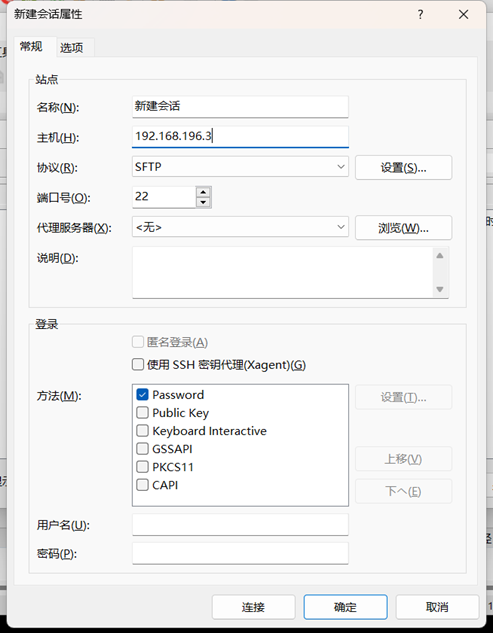 新建会话属性
常规 选项
站点
名称(N): 新建会话
主机(H): 192.168.196.3
协议(R): SFTP 设置(S)...
端口号(O): 22
代理服务器(X): <无> 浏览(W)...
说明(D):
登录
匿名登录(A)
使用 SSH 密钥代理(Xagent)(G)
方法(M): Password 设置(T)...
Public Key
Keyboard Interactive
GSSAPI
PKCS11 上移(V)
CAPI 下へ(E)
用户名(U):
密码(P):
连接 确定 取消